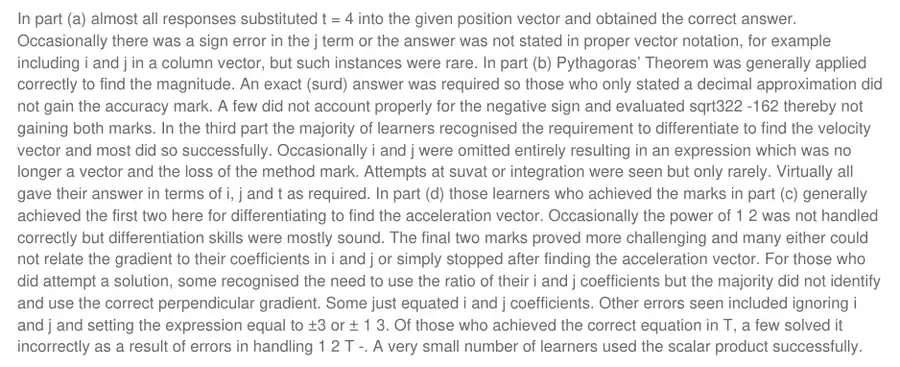 In part (a) almost all responses substituted t = 4 into the given position vector and obtained the correct answer.
Occasionally there was a sign error in the j term or the answer was not stated in proper vector notation, for example
including i and j in a column vector, but such instances were rare. In part (b) Pythagoras' Theorem was generally applied
correctly to find the magnitude. An exact (surd) answer was required so those who only stated a decimal approximation did
not gain the accuracy mark. A few did not account properly for the negative sign and evaluated sqrt322 -162 thereby not
gaining both marks. In the third part the majority of learners recognised the requirement to differentiate to find the velocity
vector and most did so successfully. Occasionally i and j were omitted entirely resulting in an expression which was no
longer a vector and the loss of the method mark. Attempts at suvat or integration were seen but only rarely. Virtually all
gave their answer in terms of i, j and t as required. In part (d) those learners who achieved the marks in part (c) generally
achieved the first two here for differentiating to find the acceleration vector. Occasionally the power of 1 2 was not handled
correctly but differentiation skills were mostly sound. The final two marks proved more challenging and many either could
not relate the gradient to their coefficients in i and j or simply stopped after finding the acceleration vector. For those who
did attempt a solution, some recognised the need to use the ratio of their i and j coefficients but the majority did not identify
and use the correct perpendicular gradient. Some just equated i and j coefficients. Other errors seen included ignoring i
and j and setting the expression equal to ±3 or ± 1 3. Of those who achieved the correct equation in T, a few solved it
incorrectly as a result of errors in handling 1 2 T -. A very small number of learners used the scalar product successfully.